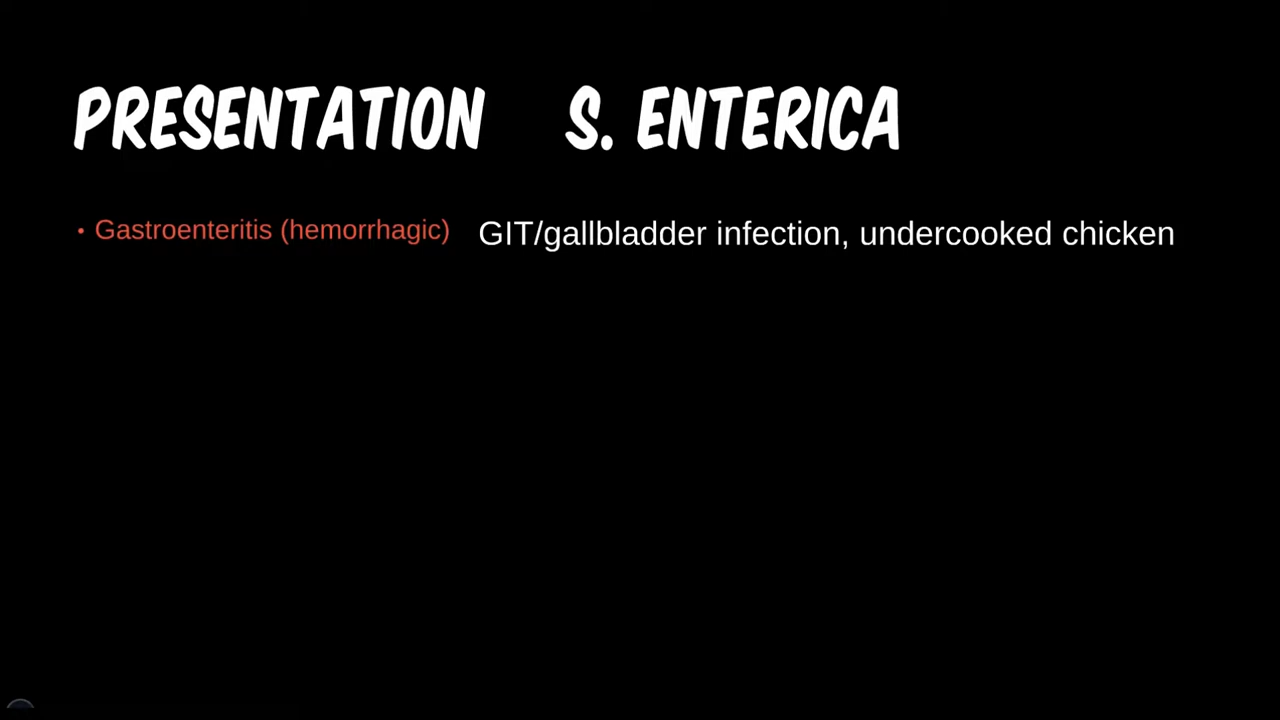 PRESENTATION S. ENTERICA
• Gastroenteritis (hemorrhagic) GIT/gallbladder infection, undercooked chicken